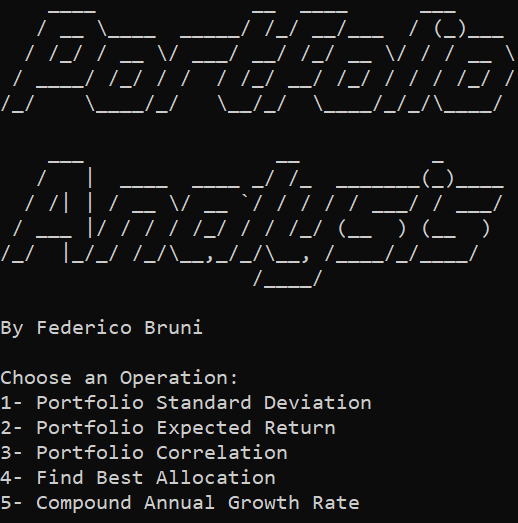 Portfolio
Analysis
By Federico Bruni
Choose an Operation:
1- Portfolio Standard Deviation
2- Portfolio Expected Return
3- Portfolio Correlation
4- Find Best Allocation
5- Compound Annual Growth Rate